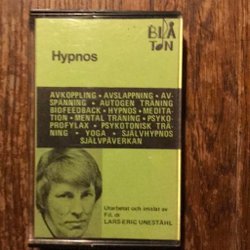 BLÅ
TON
Hypnos
AVKOPPLING • AVSLAPPNING • AV-
SPÄNNING • AUTOGEN TRÄNING
BIOFEEDBACK • HYPNOS • MEDITA-
TION • MENTAL TRÄNING • PSYKO-
PROFYLAX • PSYKOTONISK TRÄ-
NING • YOGA • SJÄLVHYPNOS
SJÄLVPÅVERKAN
Utarbetat och inläst av
F.d. dr
LARS-ERIC UNESTÅHL